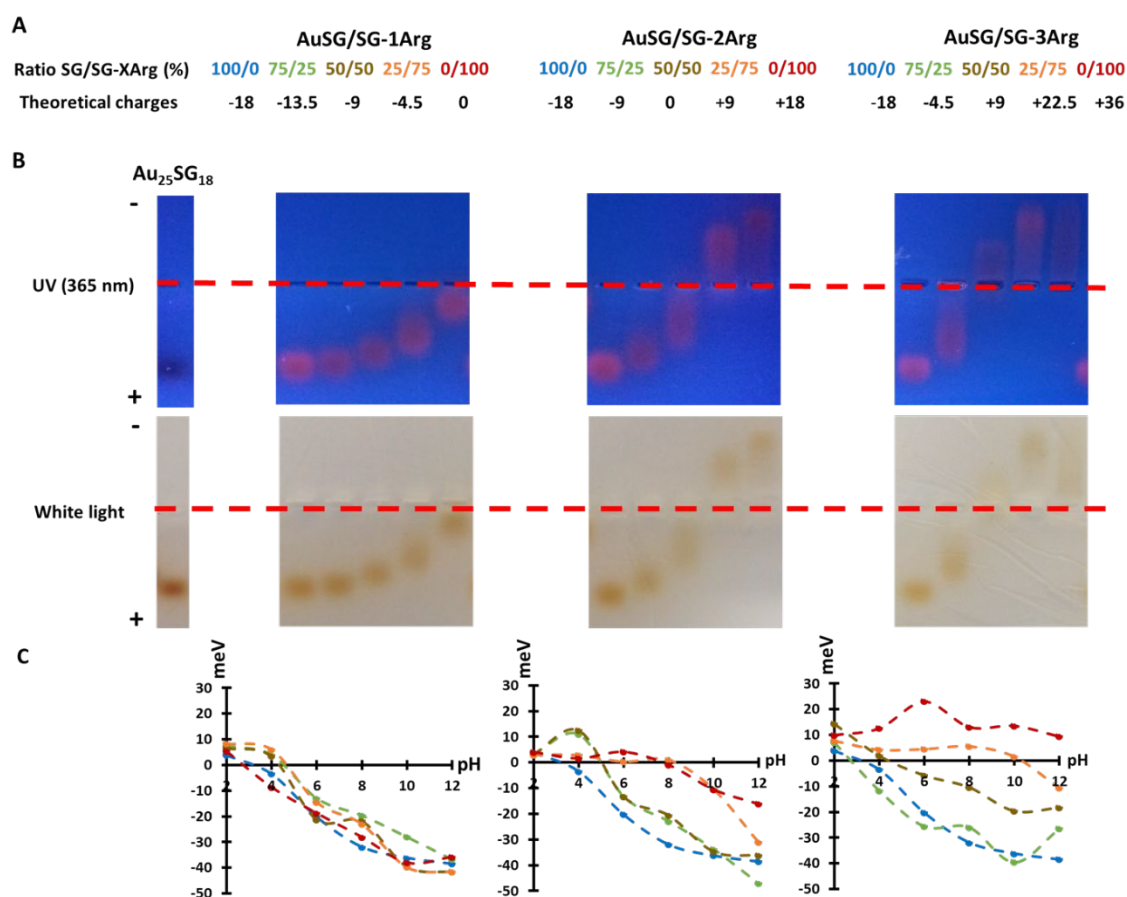 A
AuSG/SG-1Arg AuSG/SG-2Arg AuSG/SG-3Arg
Ratio SG/SG-XArg (%) 100/0 75/25 50/50 25/75 0/100 100/0 75/25 50/50 25/75 0/100 100/0 75/25 50/50 25/75 0/100
Theoretical charges -18 -13.5 -9 -4.5 0 -18 -9 0 +9 +18 -18 -4.5 +9 +22.5 +36
B
Au₂₅SG₁₈
-
UV (365 nm)
+
-
White light
+
C
meV
30
20
10
0
-10
-20
-30
-40
-50
2 4 6 8 10 12
pH
meV
30
20
10
0
-10
-20
-30
-40
-50
2 4 6 8 10 12
pH
meV
30
20
10
0
-10
-20
-30
-40
-50
2 4 6 8 10 12
pH